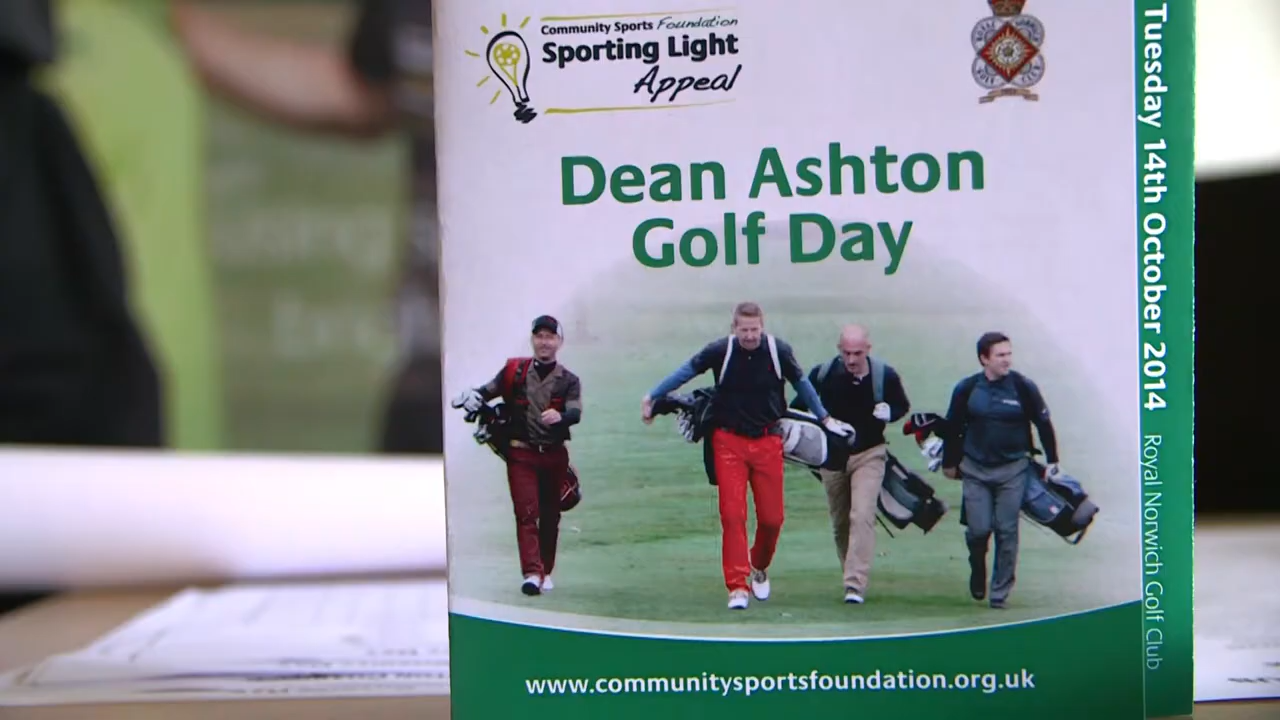 Community Sports Foundation
Sporting Light
Appeal
Dean Ashton
Golf Day
www.communitysportsfoundation.org.uk
Tuesday 14th October 2014 Royal Norwich Golf Club